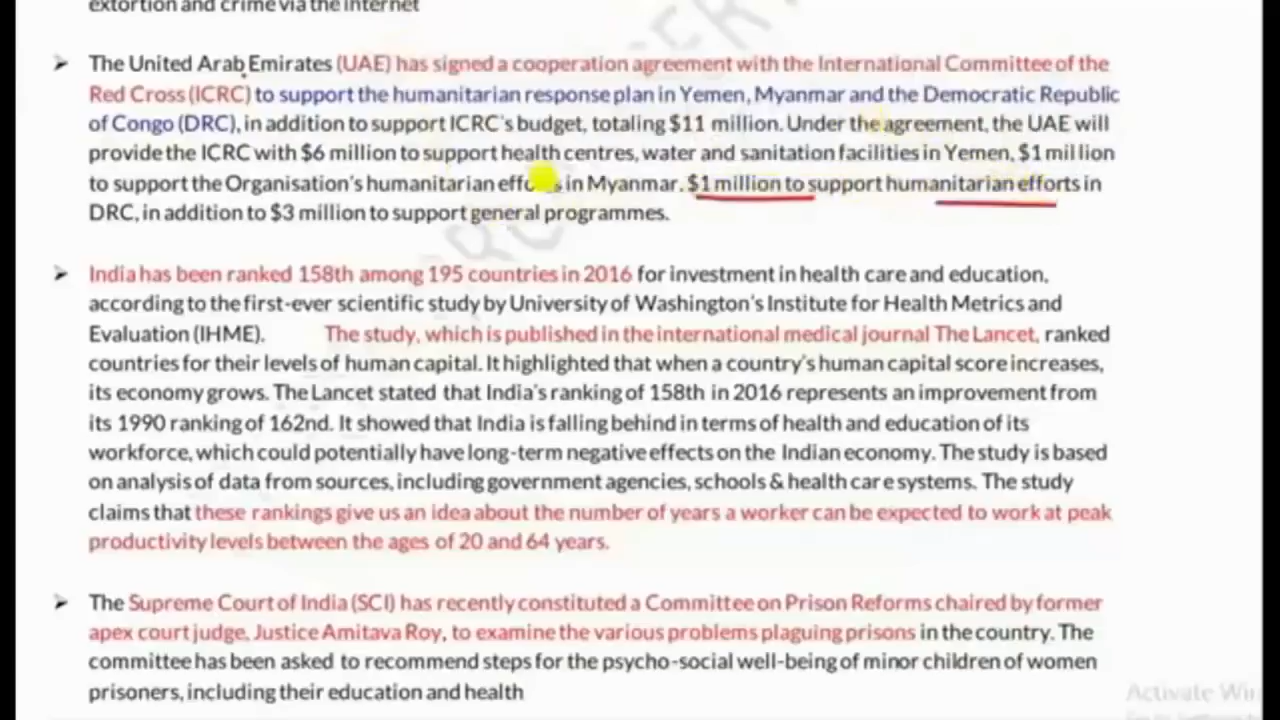 extortion and crime via the internet
➤ The United Arab Emirates (UAE) has signed a cooperation agreement with the International Committee of the
Red Cross (ICRC) to support the humanitarian response plan in Yemen, Myanmar and the Democratic Republic
of Congo (DRC), in addition to support ICRC's budget, totaling $11 million. Under the agreement, the UAE will
provide the ICRC with $6 million to support health centres, water and sanitation facilities in Yemen, $1 million
to support the Organisation's humanitarian in Myanmar, $1 million to support humanitarian efforts in
DRC, in addition to $3 million to support general programmes.
➤ India has been ranked 158th among 195 countries in 2016 for investment in health care and education,
according to the first-ever scientific study by University of Washington's Institute for Health Metrics and
Evaluation (IHME). The study, which is published in the international medical journal The Lancet, ranked
countries for their levels of human capital. It highlighted that when a country's human capital score increases,
its economy grows. The Lancet stated that India's ranking of 158th in 2016 represents an improvement from
its 1990 ranking of 162nd. It showed that India is falling behind in terms of health and education of its
workforce, which could potentially have long-term negative effects on the Indian economy. The study is based
on analysis of data from sources, including government agencies, schools & health care systems. The study
claims that these rankings give us an idea about the number of years a worker can be expected to work at peak
productivity levels between the ages of 20 and 64 years.
➤ The Supreme Court of India (SCI) has recently constituted a Committee on Prison Reforms chaired by former
apex court judge, Justice Amitava Roy, to examine the various problems plaguing prisons in the country. The
committee has been asked to recommend steps for the psycho-social well-being of minor children of women
prisoners, including their education and health
Activate Win